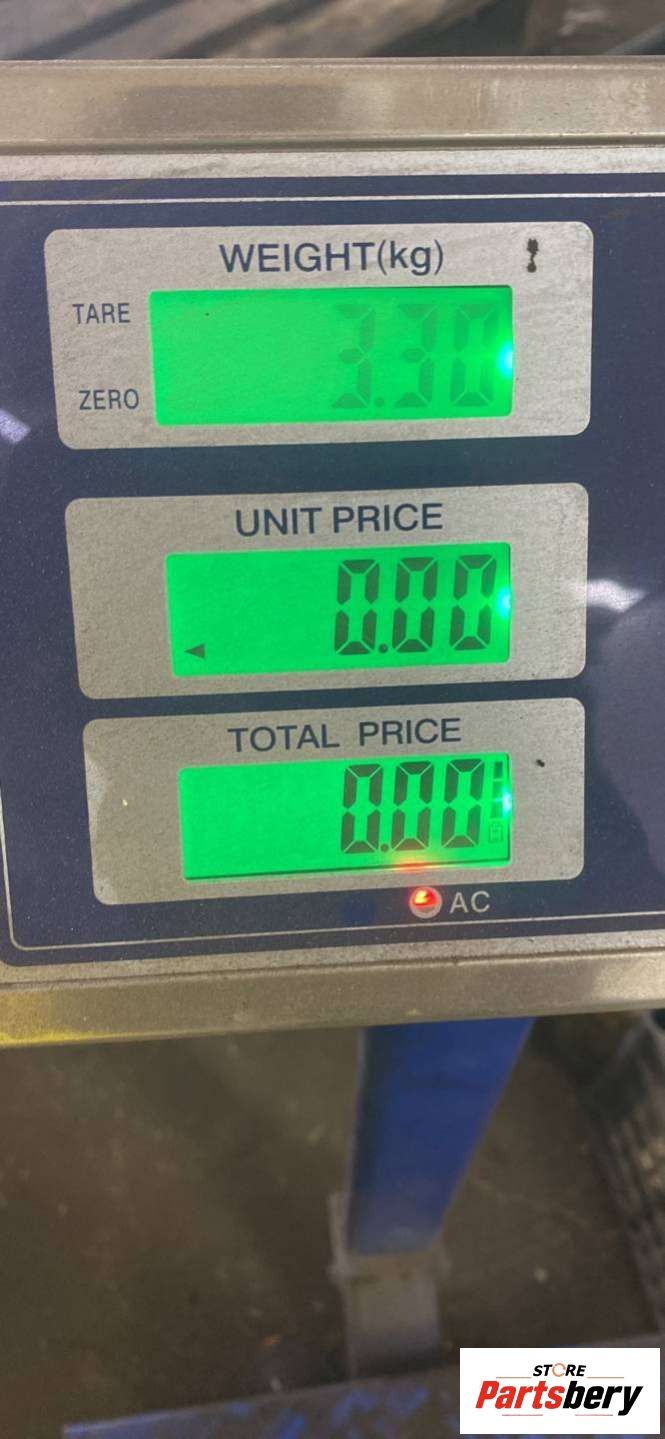 WEIGHT(kg)
TARE
3.30
ZERO
UNIT PRICE
0.00
TOTAL PRICE
0.00
AC
STORE
Partsbery